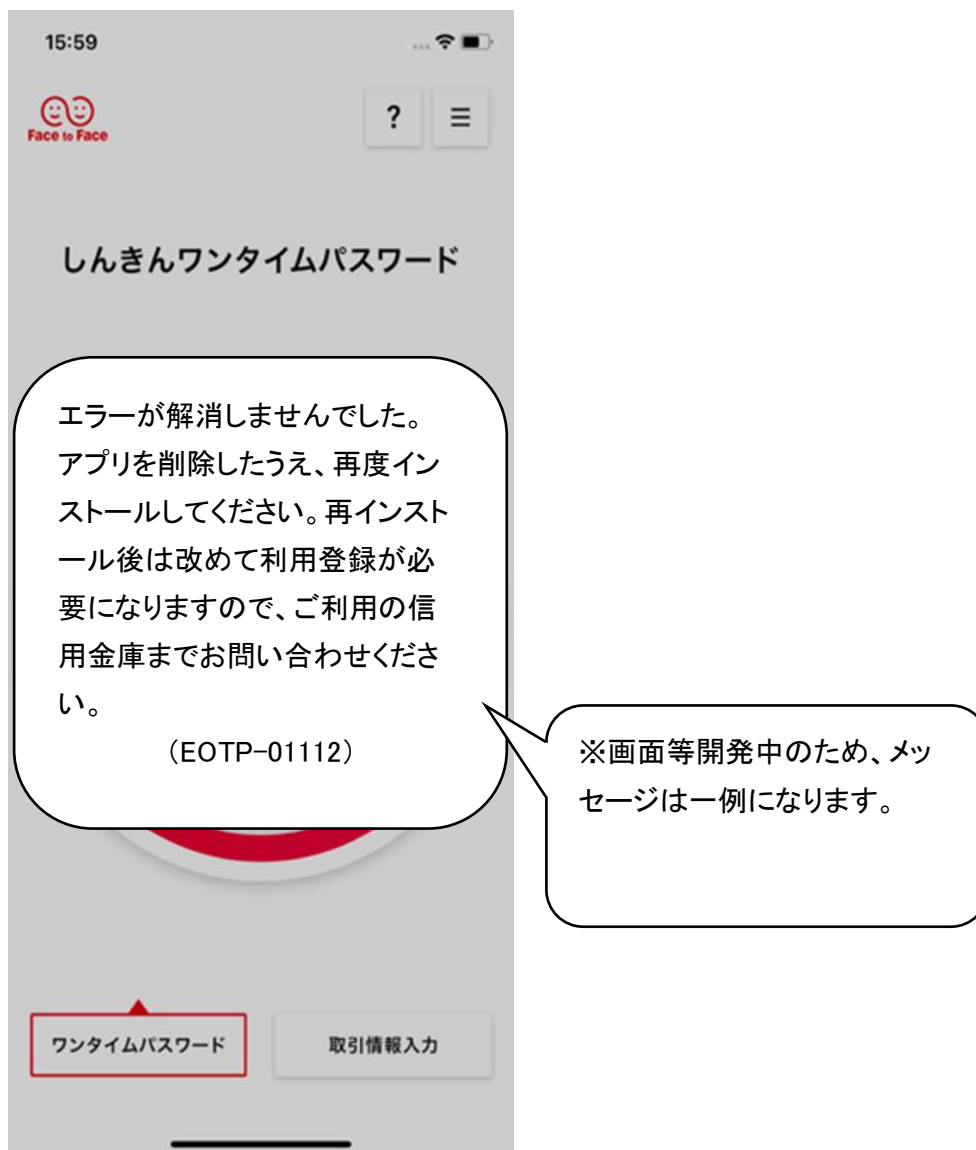 15:59
Face to Face
?
しんきんワンタイムパスワード
エラーが解消しませんでした。
アプリを削除したうえ、再度イン
ストールしてください。再インスト
ール後は改めて利用登録が必
要になりますので、ご利用の信
用金庫までお問い合わせくださ
い。
（EOTP-01112）
※画面等開発中のため、メッ
セージは一例になります。
ワンタイムパスワード
取引情報入力